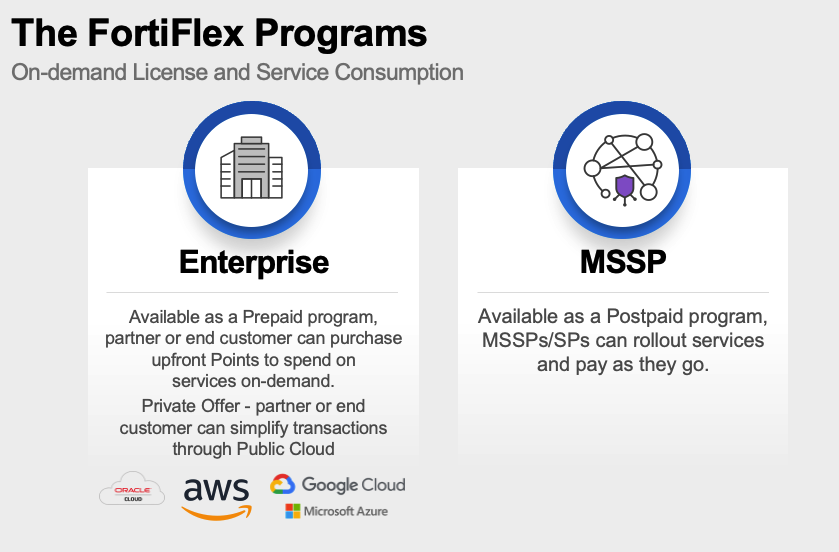 The FortiFlex Programs
On-demand License and Service Consumption
Enterprise
Available as a Prepaid program,
partner or end customer can purchase
upfront Points to spend on
services on-demand.
Private Offer - partner or end
customer can simplify transactions
through Public Cloud
ORACLE
CLOUD
aws
Google Cloud
Microsoft Azure
MSSP
Available as a Postpaid program,
MSSPs/SPs can rollout services
and pay as they go.